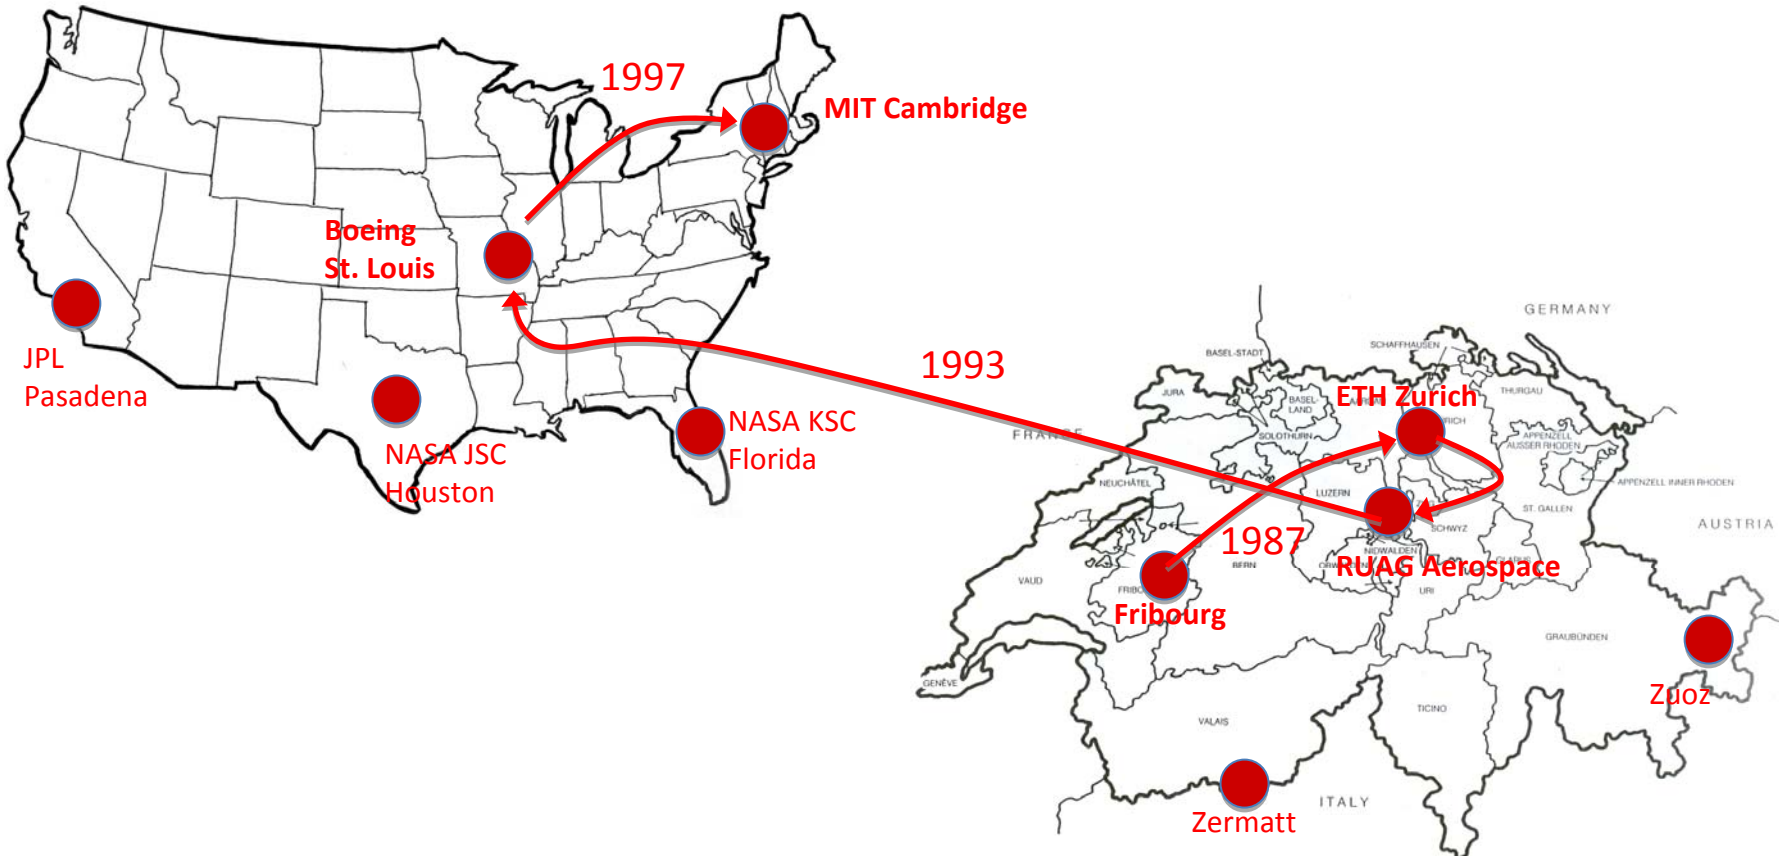 1997
MIT Cambridge
Boeing
St. Louis
JPL
Pasadena
NASA JSC
Houston
NASA KSC
Florida
1993
GERMANY
SCHAFFHAUSEN
BASEL-STADT
THURGAU
JURA
BASEL-
LAND
ETH Zurich
FRANCE
SOLOTHURN
APPENZELL
AUSSER RHODEN
NEUCHÂTEL
LUZERN
APPENZELL INNER RHODEN
ST. GALLEN
AUSTRIA
SCHWYZ
1987
NIDWALDEN
BERN
RUAG Aerospace
GLARUS
VAUD
URI
Fribourg
GRAUBÜNDEN
GENÈVE
Zuoz
VALAIS
TICINO
ITALY
Zermatt